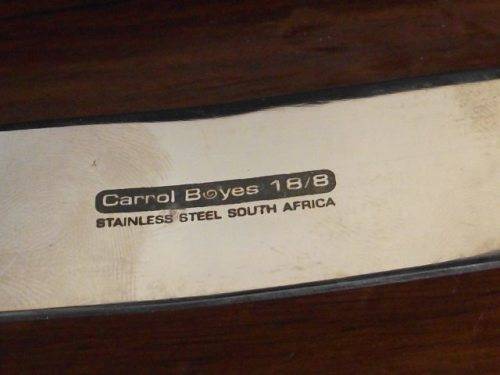 Carrol Boyes 18/8
STAINLESS STEEL SOUTH AFRICA